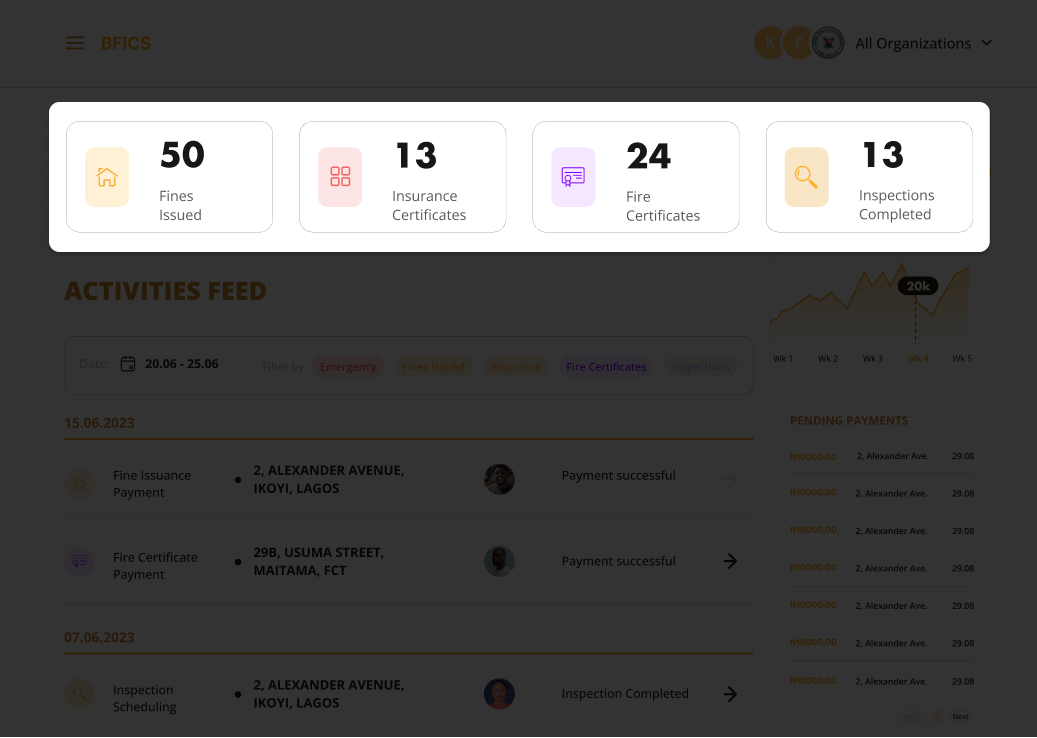 BFICS
K F All Organizations
50
Fines
Issued
13
Insurance
Certificates
24
Fire
Certificates
13
Inspections
Completed
ACTIVITIES FEED
20k
Wk 1 Wk 2 Wk 3 Wk 4 Wk 5
Date: 20.06 - 25.06 Filter by: Emergency Fines Issued Insurance Fire Certificates Inspections
15.06.2023
Fine Issuance
Payment
2, ALEXANDER AVENUE,
IKOYI, LAGOS
Payment successful
Fire Certificate
Payment
29B, USUMA STREET,
MAITAMA, FCT
Payment successful
07.06.2023
Inspection
Scheduling
2, ALEXANDER AVENUE,
IKOYI, LAGOS
Inspection Completed
PENDING PAYMENTS
N10000.00 2, Alexander Ave. 29.08
N10000.00 2, Alexander Ave. 29.08
N10000.00 2, Alexander Ave. 29.08
N10000.00 2, Alexander Ave. 29.08
N10000.00 2, Alexander Ave. 29.08
N10000.00 2, Alexander Ave. 29.08
N10000.00 2, Alexander Ave. 29.08
1 Next